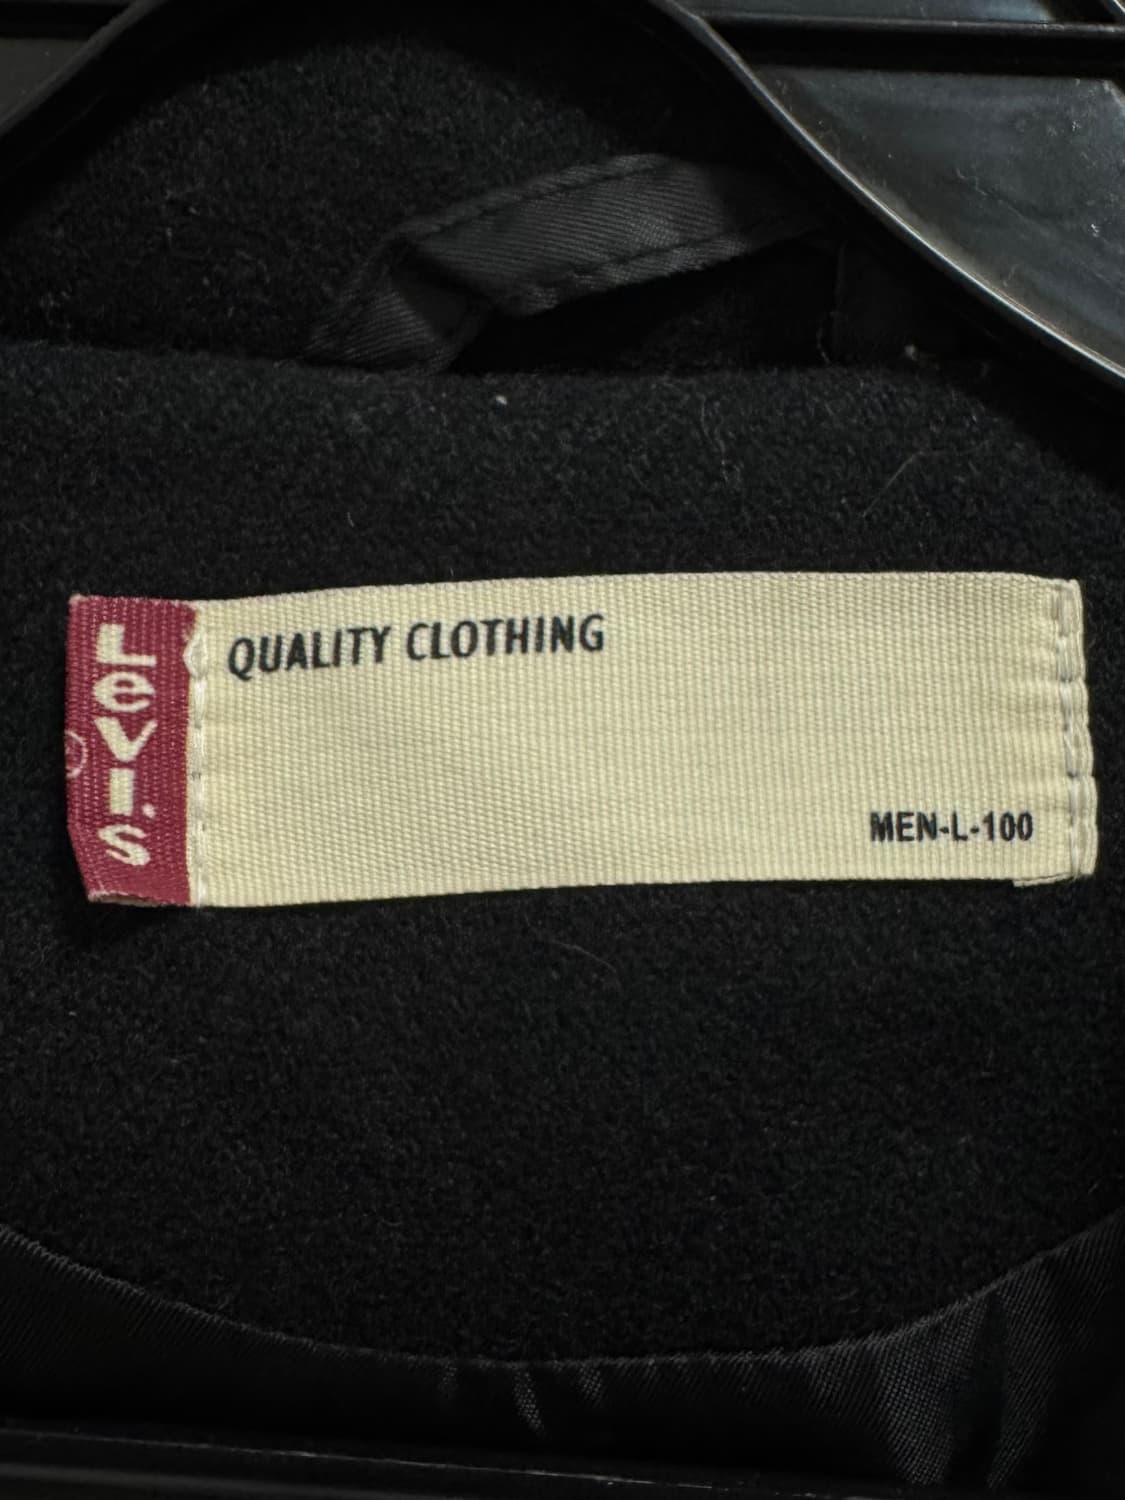 Levi's
®
QUALITY CLOTHING
MEN-L-100